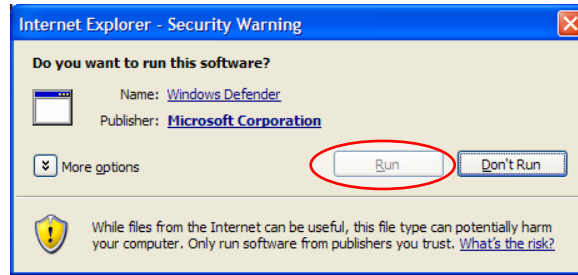 Internet Explorer - Security Warning
Do you want to run this software?
Name: Windows Defender
Publisher: Microsoft Corporation
More options
Run
Don't Run
While files from the Internet can be useful, this file type can potentially harm
your computer. Only run software from publishers you trust. What's the risk?